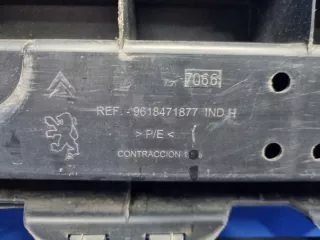 7066
REF.-9618471877 IND H
> P/E <
CONTRACCION